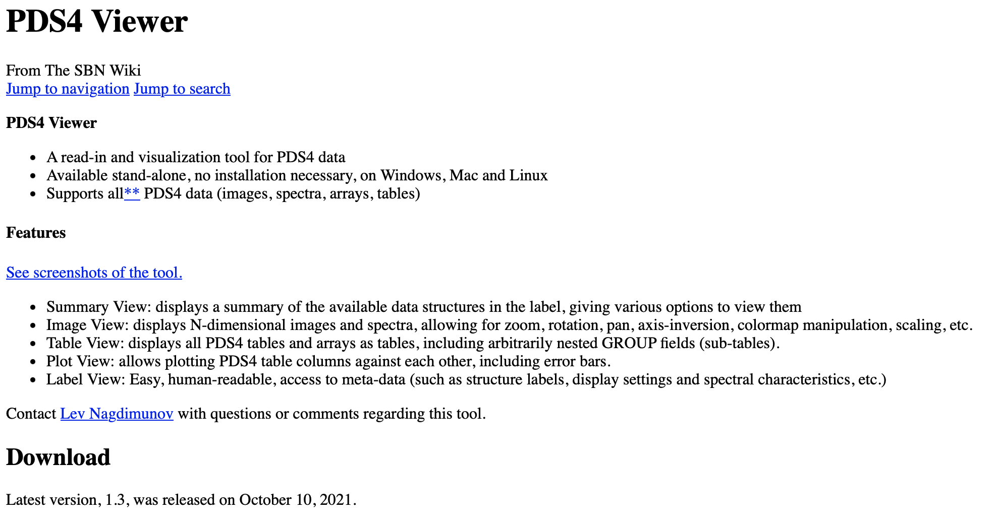 PDS4 Viewer
From The SBN Wiki
Jump to navigation Jump to search
PDS4 Viewer
• A read-in and visualization tool for PDS4 data
• Available stand-alone, no installation necessary, on Windows, Mac and Linux
• Supports all** PDS4 data (images, spectra, arrays, tables)
Features
See screenshots of the tool.
• Summary View: displays a summary of the available data structures in the label, giving various options to view them
• Image View: displays N-dimensional images and spectra, allowing for zoom, rotation, pan, axis-inversion, colormap manipulation, scaling, etc.
• Table View: displays all PDS4 tables and arrays as tables, including arbitrarily nested GROUP fields (sub-tables).
• Plot View: allows plotting PDS4 table columns against each other, including error bars.
• Label View: Easy, human-readable, access to meta-data (such as structure labels, display settings and spectral characteristics, etc.)
Contact Lev Nagdimunov with questions or comments regarding this tool.
Download
Latest version, 1.3, was released on October 10, 2021.